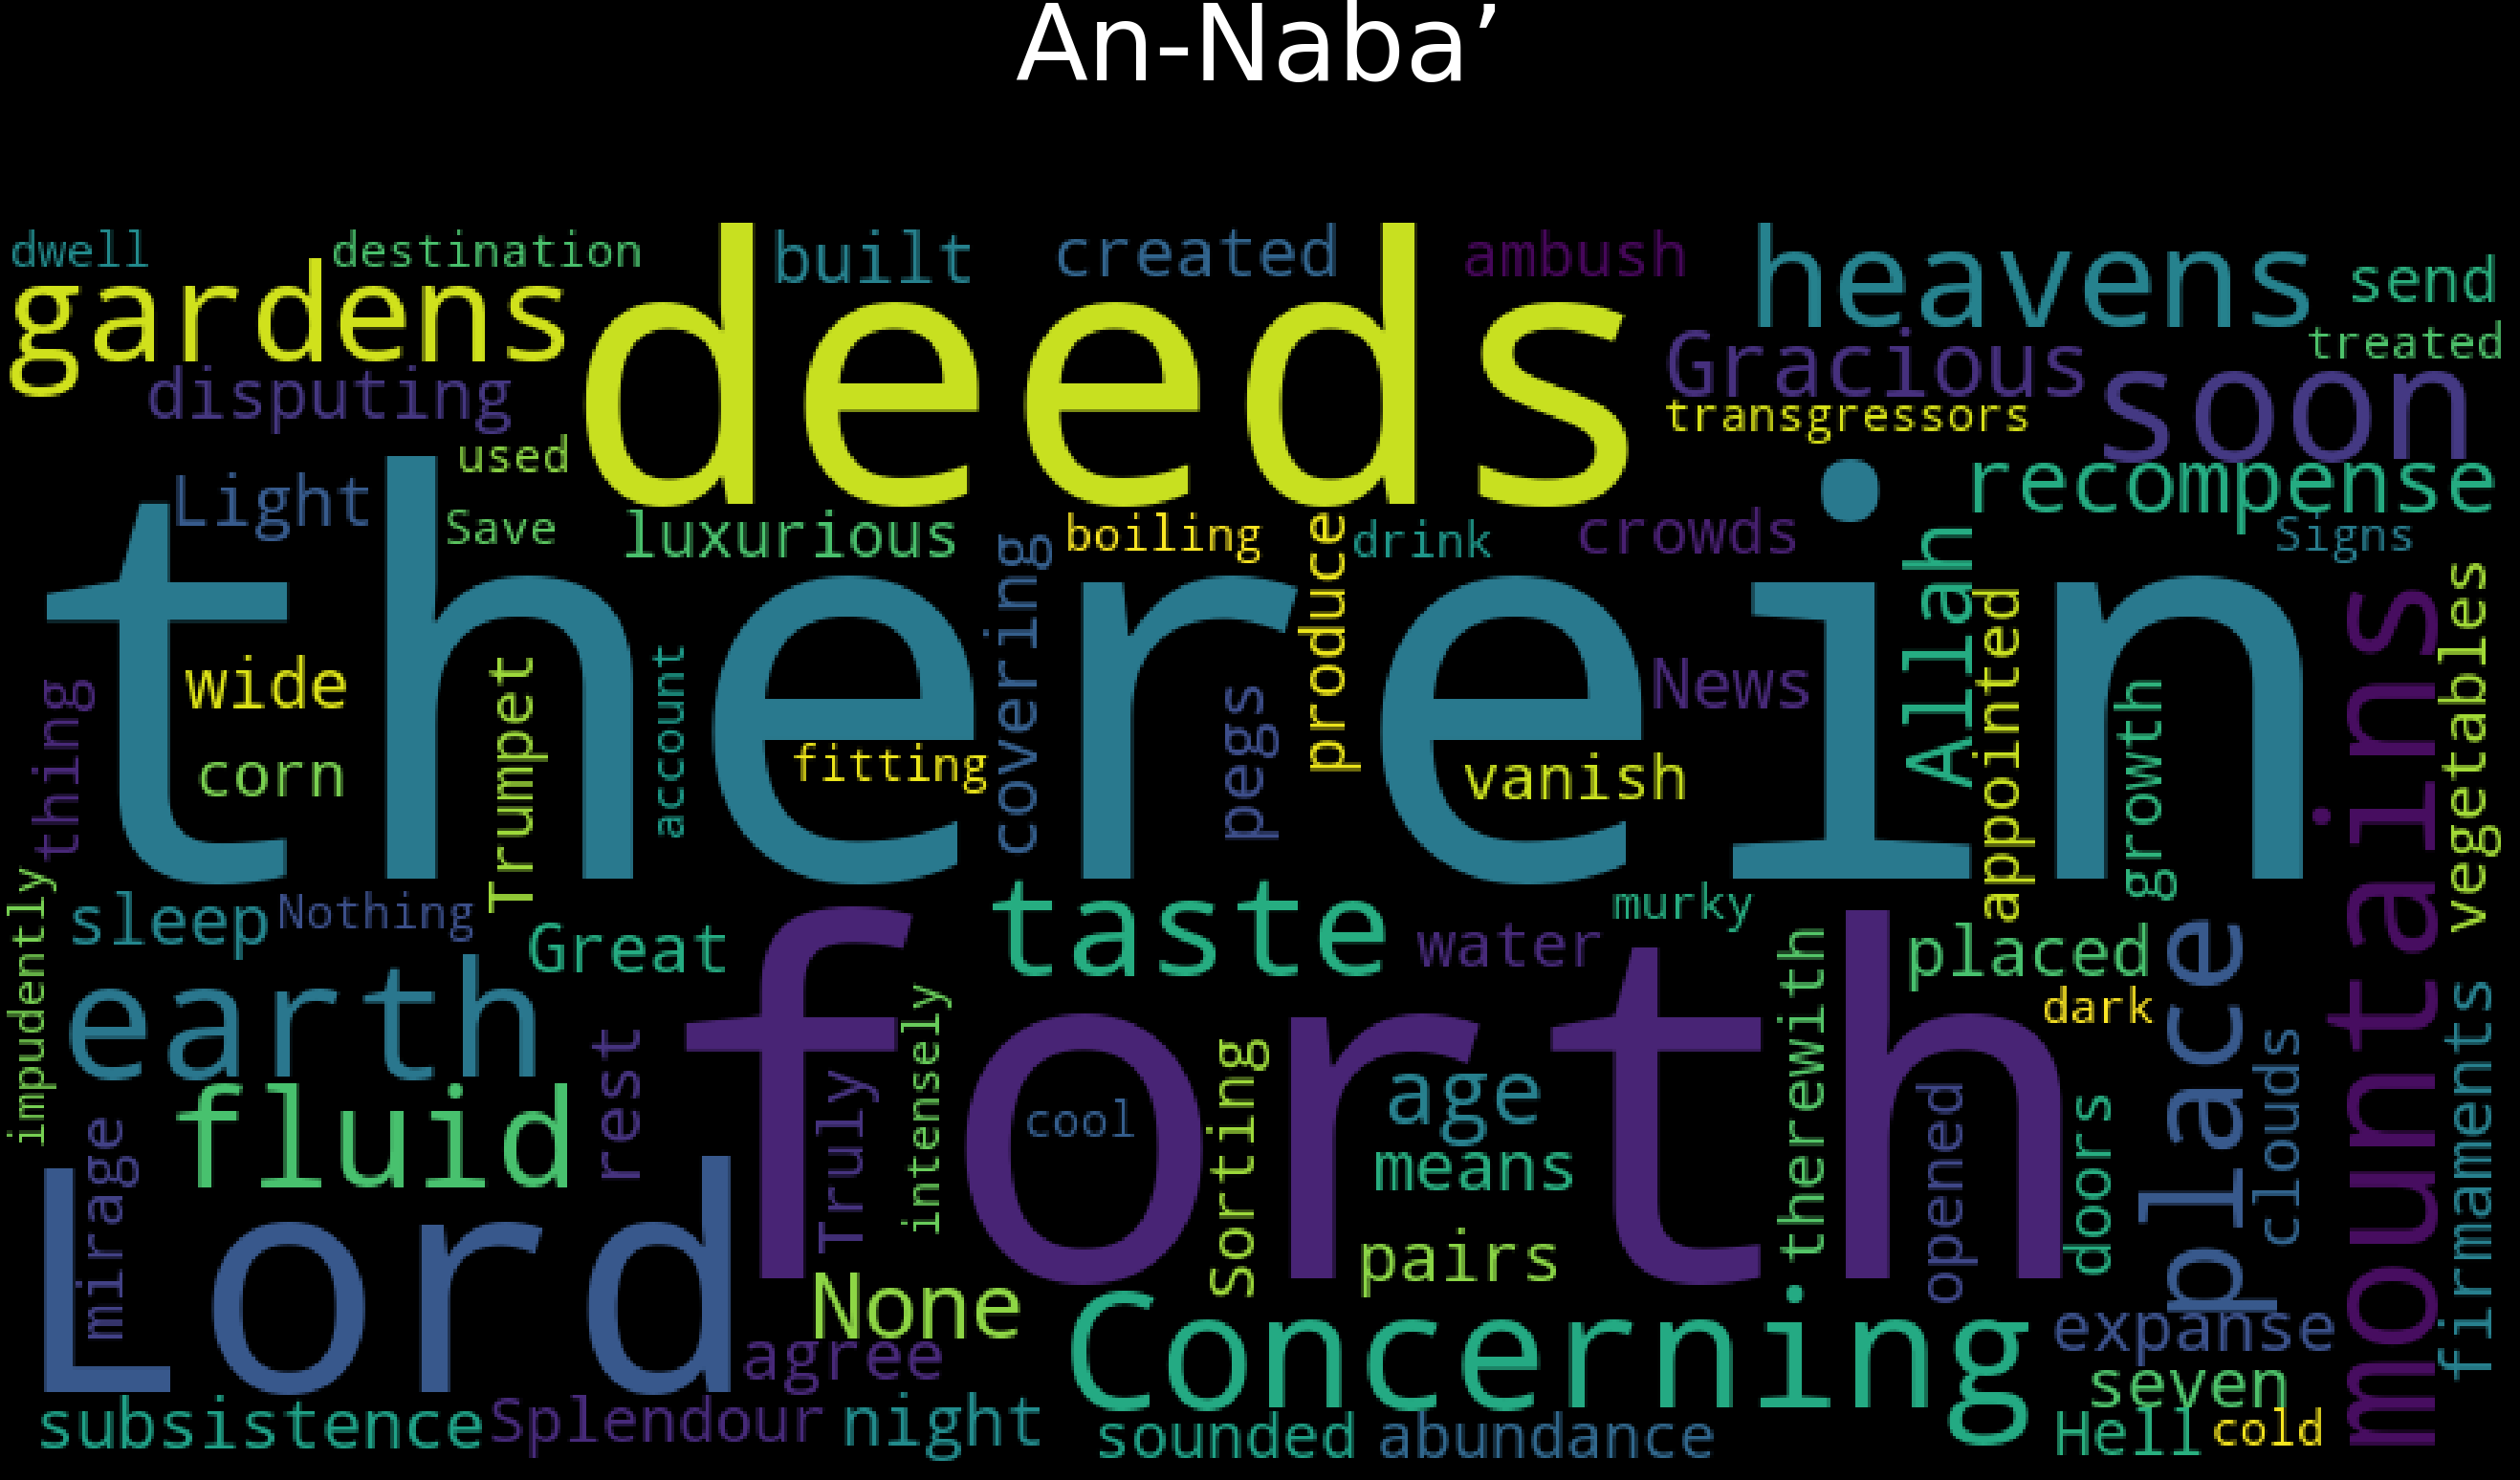 An-Naba’
dwell
destination
built
created
ambush
heavens
send
gardens
deeds
Gracious
treated
disputing
transgressors
soon
used
recompense
Light
Save
luxurious
boiling
produce
drink
crowds
Signs
therein
covering
Allah
appointed
vegetables
mountains
wide
Trumpet
account
pegs
News
thing
corn
fitting
vanish
growth
impudently
sleep
Nothing
Great
taste
murky
water
placed
place
earth
forth
therewith
dark
rest
intensely
Sorting
firmaments
fluid
Truly
cool
age
opened
doors
clouds
mirage
means
Lord
pairs
None
Concerning
expanse
agree
seven
subsistence
Splendour
night
sounded
abundance
Hell
cold